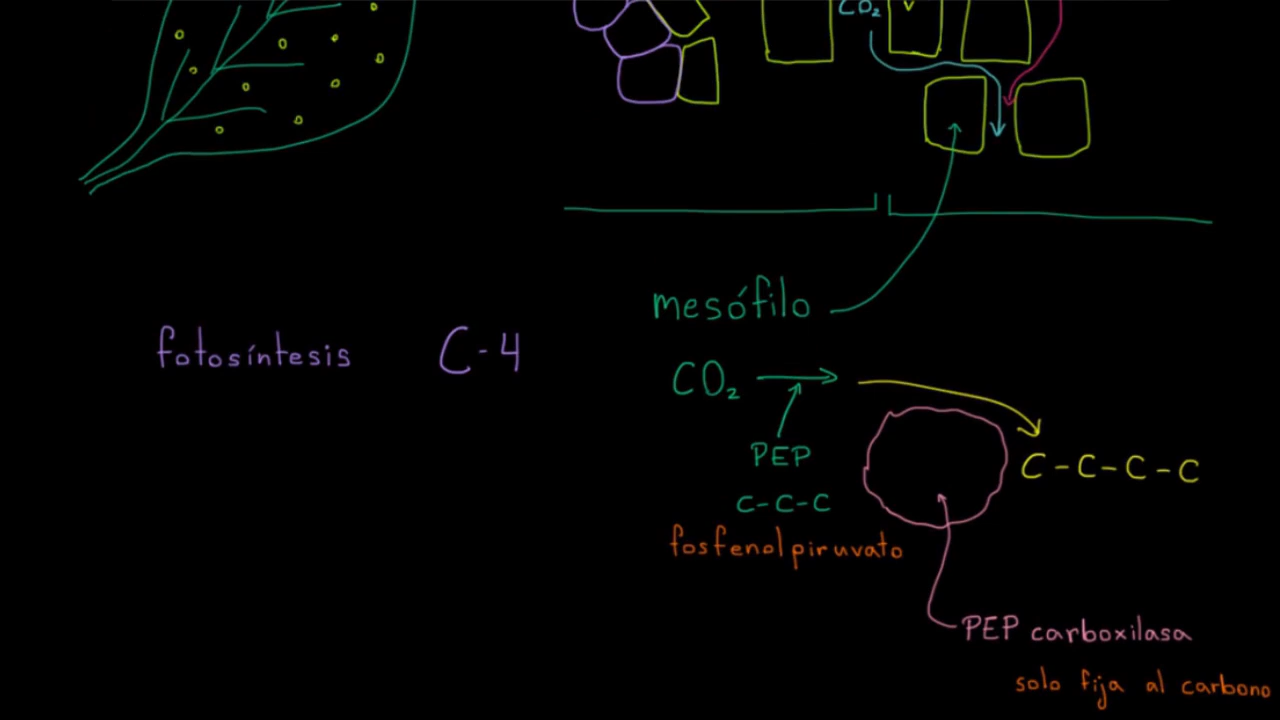 CO₂
mesófilo
fotosíntesis C-4
CO₂
PEP
C-C-C
C-C-C-C
fosfenolpiruvato
PEP carboxilasa
solo fija al carbono